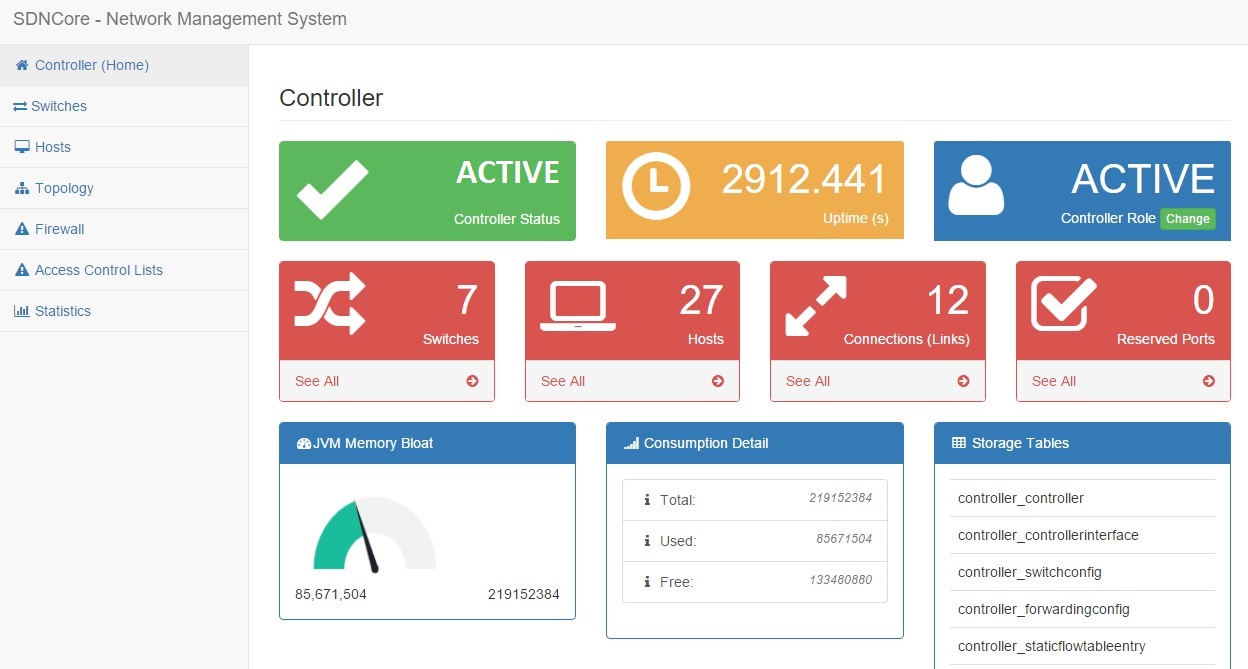 SDNCore - Network Management System
Controller (Home)
Switches
Hosts
Topology
Firewall
Access Control Lists
Statistics
Controller
ACTIVE
Controller Status
2912.441
Uptime (s)
ACTIVE
Controller Role Change
7
Switches
See All
27
Hosts
See All
12
Connections (Links)
See All
0
Reserved Ports
See All
JVM Memory Bloat
85,671,504 219152384
Consumption Detail
Total: 219152384
Used: 85671504
Free: 133480880
Storage Tables
controller_controller
controller_controllerinterface
controller_switchconfig
controller_forwardingconfig
controller_staticflowtableentry